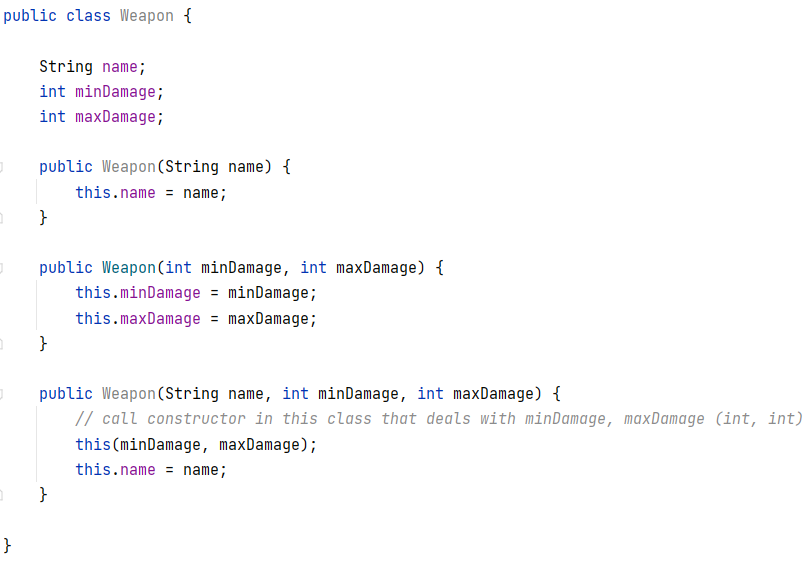 public class Weapon {
String name;
int minDamage;
int maxDamage;
public Weapon(String name) {
this.name = name;
}
public Weapon(int minDamage, int maxDamage) {
this.minDamage = minDamage;
this.maxDamage = maxDamage;
}
public Weapon(String name, int minDamage, int maxDamage) {
// call constructor in this class that deals with minDamage, maxDamage (int, int)
this(minDamage, maxDamage);
this.name = name;
}
}